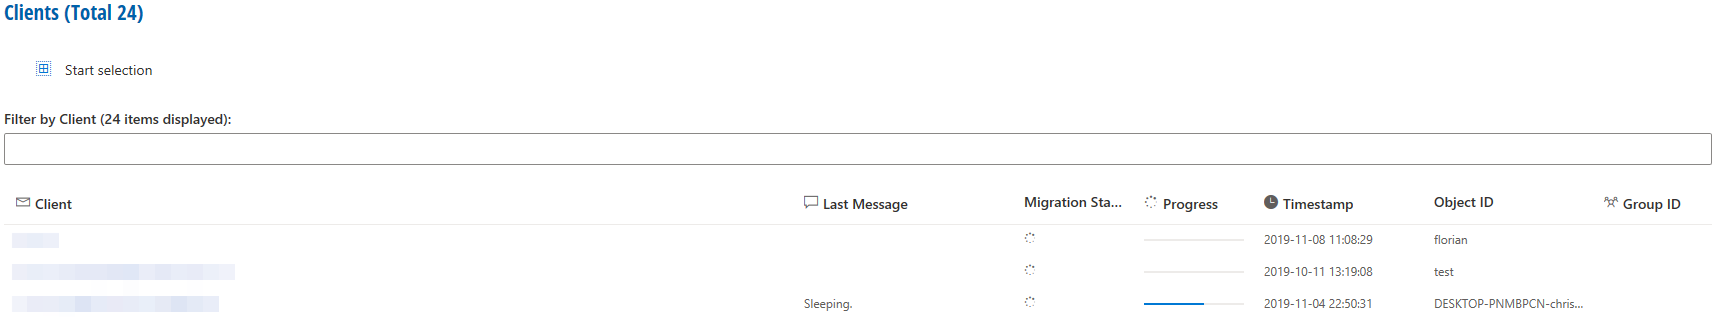 Clients (Total 24)
Start selection
Filter by Client (24 items displayed):
Client Last Message Migration Sta... Progress Timestamp Object ID Group ID
2019-11-08 11:08:29 florian
2019-10-11 13:19:08 test
Sleeping. 2019-11-04 22:50:31 DESKTOP-PNMBPCN-chris...